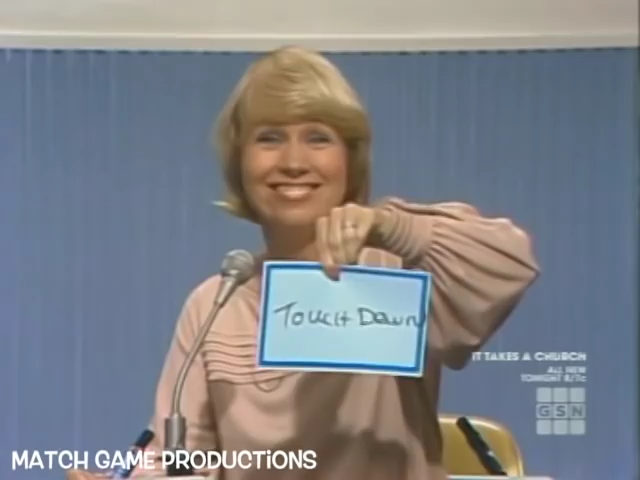 Touch Down
IT TAKES A CHURCH
ALL NEW
TONIGHT 8/7c
GSN
MATCH GAME PRODUCTIONS